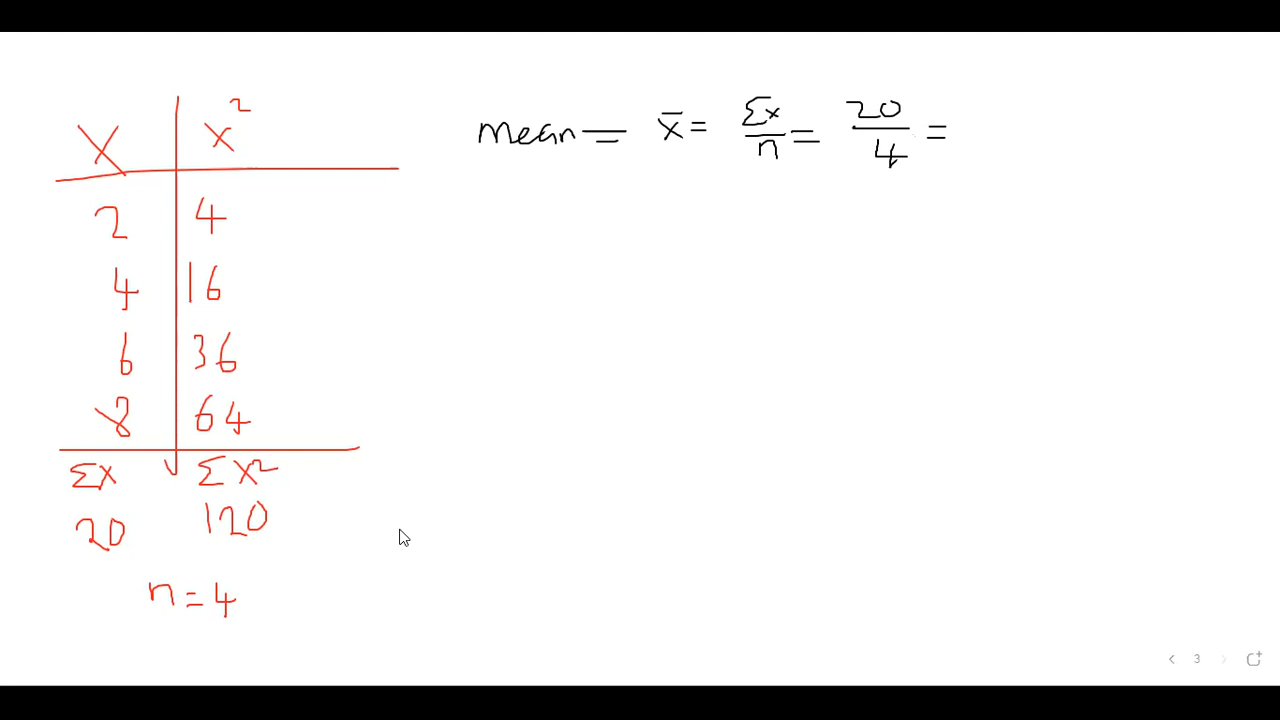 X x²
2 4
4 16
6 36
8 64
Σx Σx²
20 120
n = 4
mean = x̄ = Σx/n = 20/4 =
3